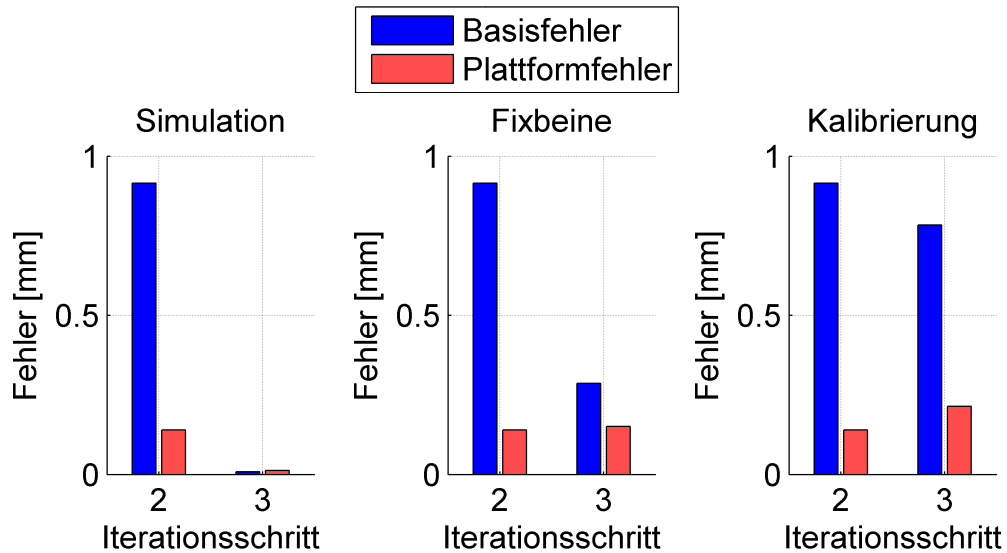 Basisfehler
Plattformfehler
Simulation
1
0.5
0
Fehler [mm]
2 3
Iterationsschritt
Fixbeine
1
0.5
0
Fehler [mm]
2 3
Iterationsschritt
Kalibrierung
1
0.5
0
Fehler [mm]
2 3
Iterationsschritt